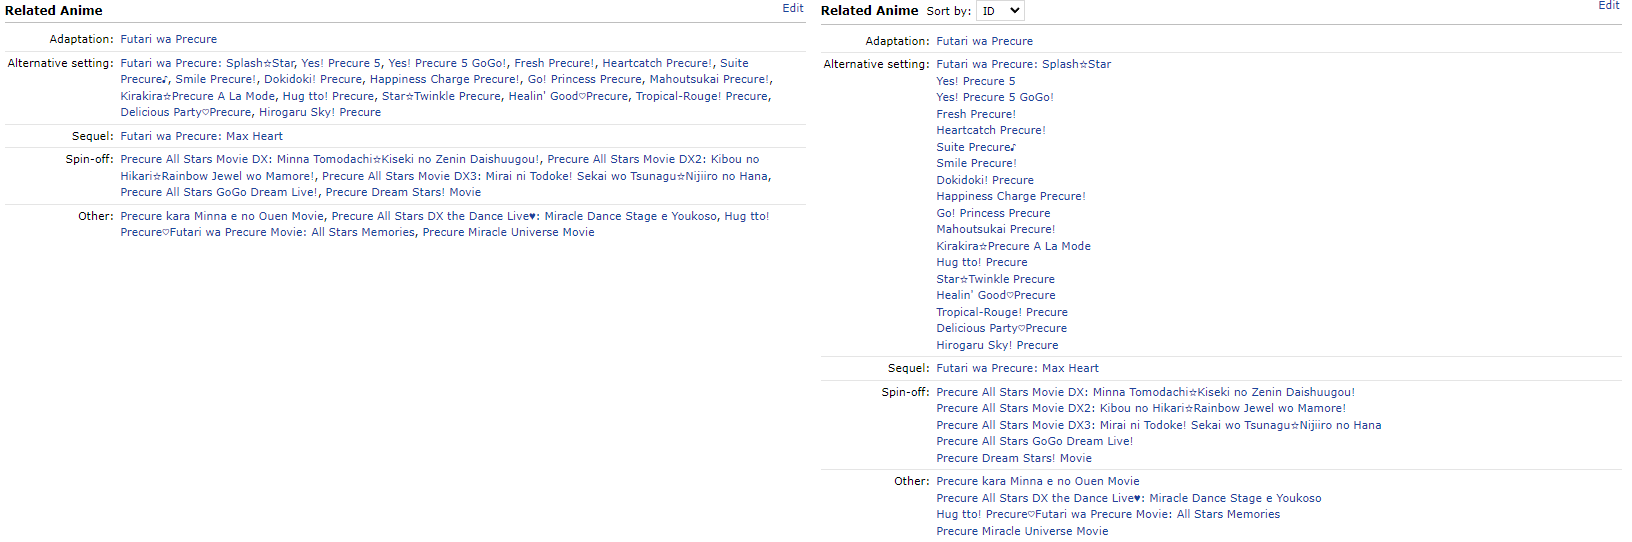 Related Anime
Edit
Adaptation: Futari wa Precure
Alternative setting: Futari wa Precure: Splash☆Star, Yes! Precure 5, Yes! Precure 5 GoGo!, Fresh Precure!, Heartcatch Precure!, Suite
Precure♪, Smile Precure!, Dokidoki! Precure, Happiness Charge Precure!, Go! Princess Precure, Mahoutsukai Precure!,
Kirakira☆Precure A La Mode, Hug tto! Precure, Star☆Twinkle Precure, Healin' Good♡Precure, Tropical-Rouge! Precure,
Delicious Party♡Precure, Hirogaru Sky! Precure
Sequel: Futari wa Precure: Max Heart
Spin-off: Precure All Stars Movie DX: Minna Tomodachi☆Kiseki no Zenin Daishuugou!, Precure All Stars Movie DX2: Kibou no
Hikari☆Rainbow Jewel wo Mamore!, Precure All Stars Movie DX3: Mirai ni Todoke! Sekai wo Tsunagu☆Nijiiro no Hana,
Precure All Stars GoGo Dream Live!, Precure Dream Stars! Movie
Other: Precure kara Minna e no Ouen Movie, Precure All Stars DX the Dance Live♥: Miracle Dance Stage e Youkoso, Hug tto!
Precure♡Futari wa Precure Movie: All Stars Memories, Precure Miracle Universe Movie
Related Anime Sort by: ID
Edit
Adaptation: Futari wa Precure
Alternative setting: Futari wa Precure: Splash☆Star
Yes! Precure 5
Yes! Precure 5 GoGo!
Fresh Precure!
Heartcatch Precure!
Suite Precure♪
Smile Precure!
Dokidoki! Precure
Happiness Charge Precure!
Go! Princess Precure
Mahoutsukai Precure!
Kirakira☆Precure A La Mode
Hug tto! Precure
Star☆Twinkle Precure
Healin' Good♡Precure
Tropical-Rouge! Precure
Delicious Party♡Precure
Hirogaru Sky! Precure
Sequel: Futari wa Precure: Max Heart
Spin-off: Precure All Stars Movie DX: Minna Tomodachi☆Kiseki no Zenin Daishuugou!
Precure All Stars Movie DX2: Kibou no Hikari☆Rainbow Jewel wo Mamore!
Precure All Stars Movie DX3: Mirai ni Todoke! Sekai wo Tsunagu☆Nijiiro no Hana
Precure All Stars GoGo Dream Live!
Precure Dream Stars! Movie
Other: Precure kara Minna e no Ouen Movie
Precure All Stars DX the Dance Live♥: Miracle Dance Stage e Youkoso
Hug tto! Precure♡Futari wa Precure Movie: All Stars Memories
Precure Miracle Universe Movie